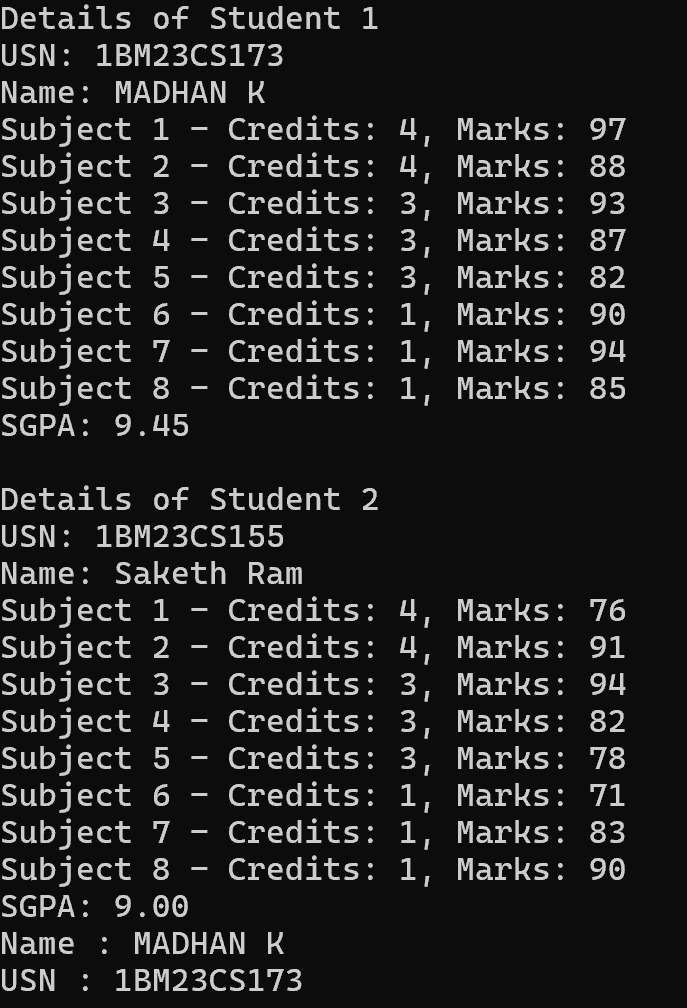 Details of Student 1
USN: 1BM23CS173
Name: MADHAN K
Subject 1 - Credits: 4, Marks: 97
Subject 2 - Credits: 4, Marks: 88
Subject 3 - Credits: 3, Marks: 93
Subject 4 - Credits: 3, Marks: 87
Subject 5 - Credits: 3, Marks: 82
Subject 6 - Credits: 1, Marks: 90
Subject 7 - Credits: 1, Marks: 94
Subject 8 - Credits: 1, Marks: 85
SGPA: 9.45

Details of Student 2
USN: 1BM23CS155
Name: Saketh Ram
Subject 1 - Credits: 4, Marks: 76
Subject 2 - Credits: 4, Marks: 91
Subject 3 - Credits: 3, Marks: 94
Subject 4 - Credits: 3, Marks: 82
Subject 5 - Credits: 3, Marks: 78
Subject 6 - Credits: 1, Marks: 71
Subject 7 - Credits: 1, Marks: 83
Subject 8 - Credits: 1, Marks: 90
SGPA: 9.00
Name : MADHAN K
USN : 1BM23CS173